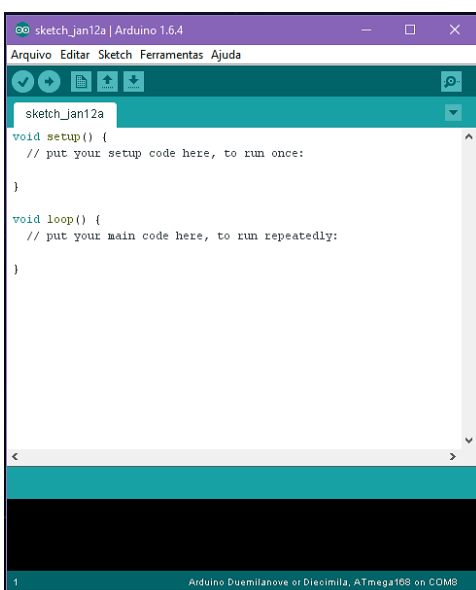 sketch_jan12a | Arduino 1.6.4
Arquivo Editar Sketch Ferramentas Ajuda
sketch_jan12a
void setup() {
  // put your setup code here, to run once:
}
void loop() {
  // put your main code here, to run repeatedly:
}
1 Arduino Duemilanove or Diecimila, ATmega168 on COM8